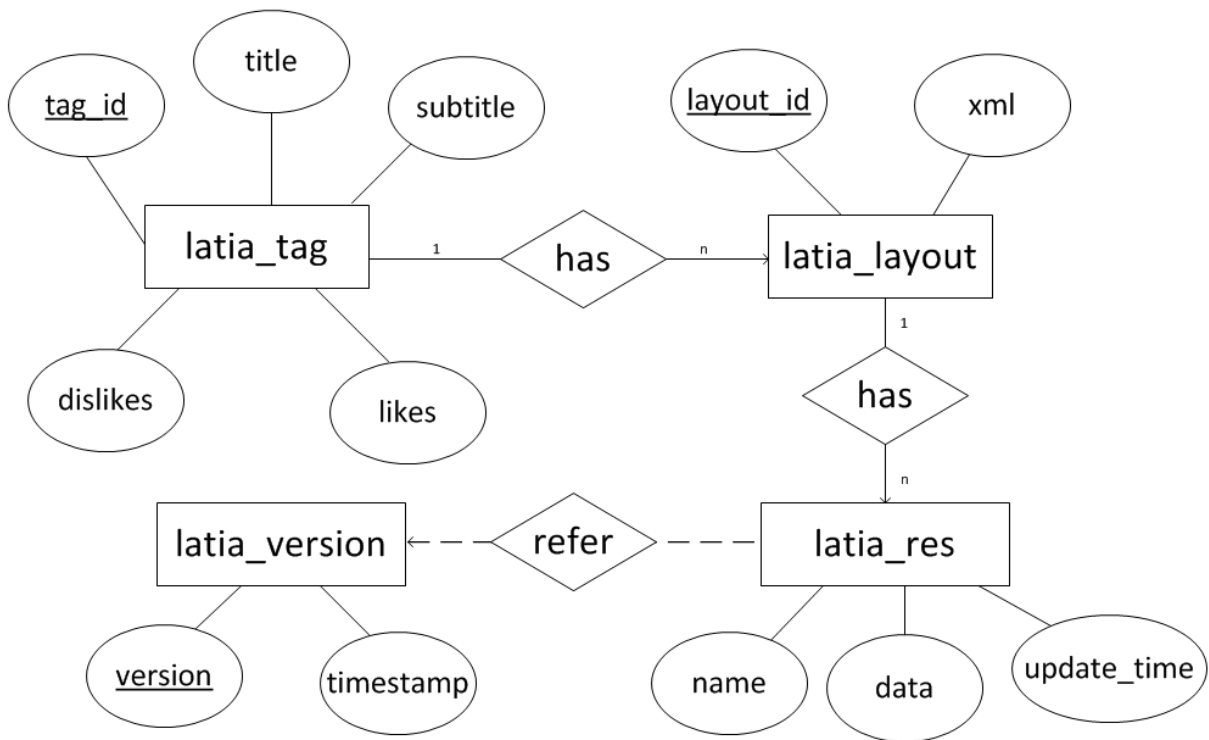 title
tag_id
subtitle
layout_id
xml
latia_tag
1
has
n
latia_layout
1
dislikes
likes
has
n
latia_version
refer
latia_res
version
timestamp
name
data
update_time